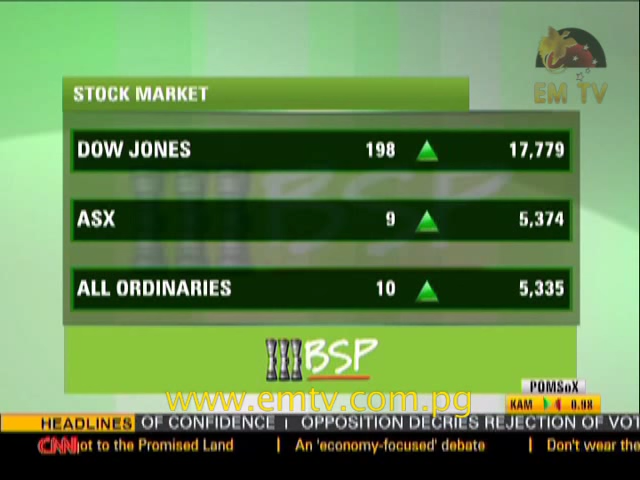 EM TV
STOCK MARKET
DOW JONES 198 17,779
ASX 9 5,374
ALL ORDINARIES 10 5,335
BSP
www.emtv.com.pg
POMSoX
KAM 0.98
HEADLINES OF CONFIDENCE | OPPOSITION DECRIES REJECTION OF VOT
CNN got to the Promised Land | An 'economy-focused' debate | Don't wear the